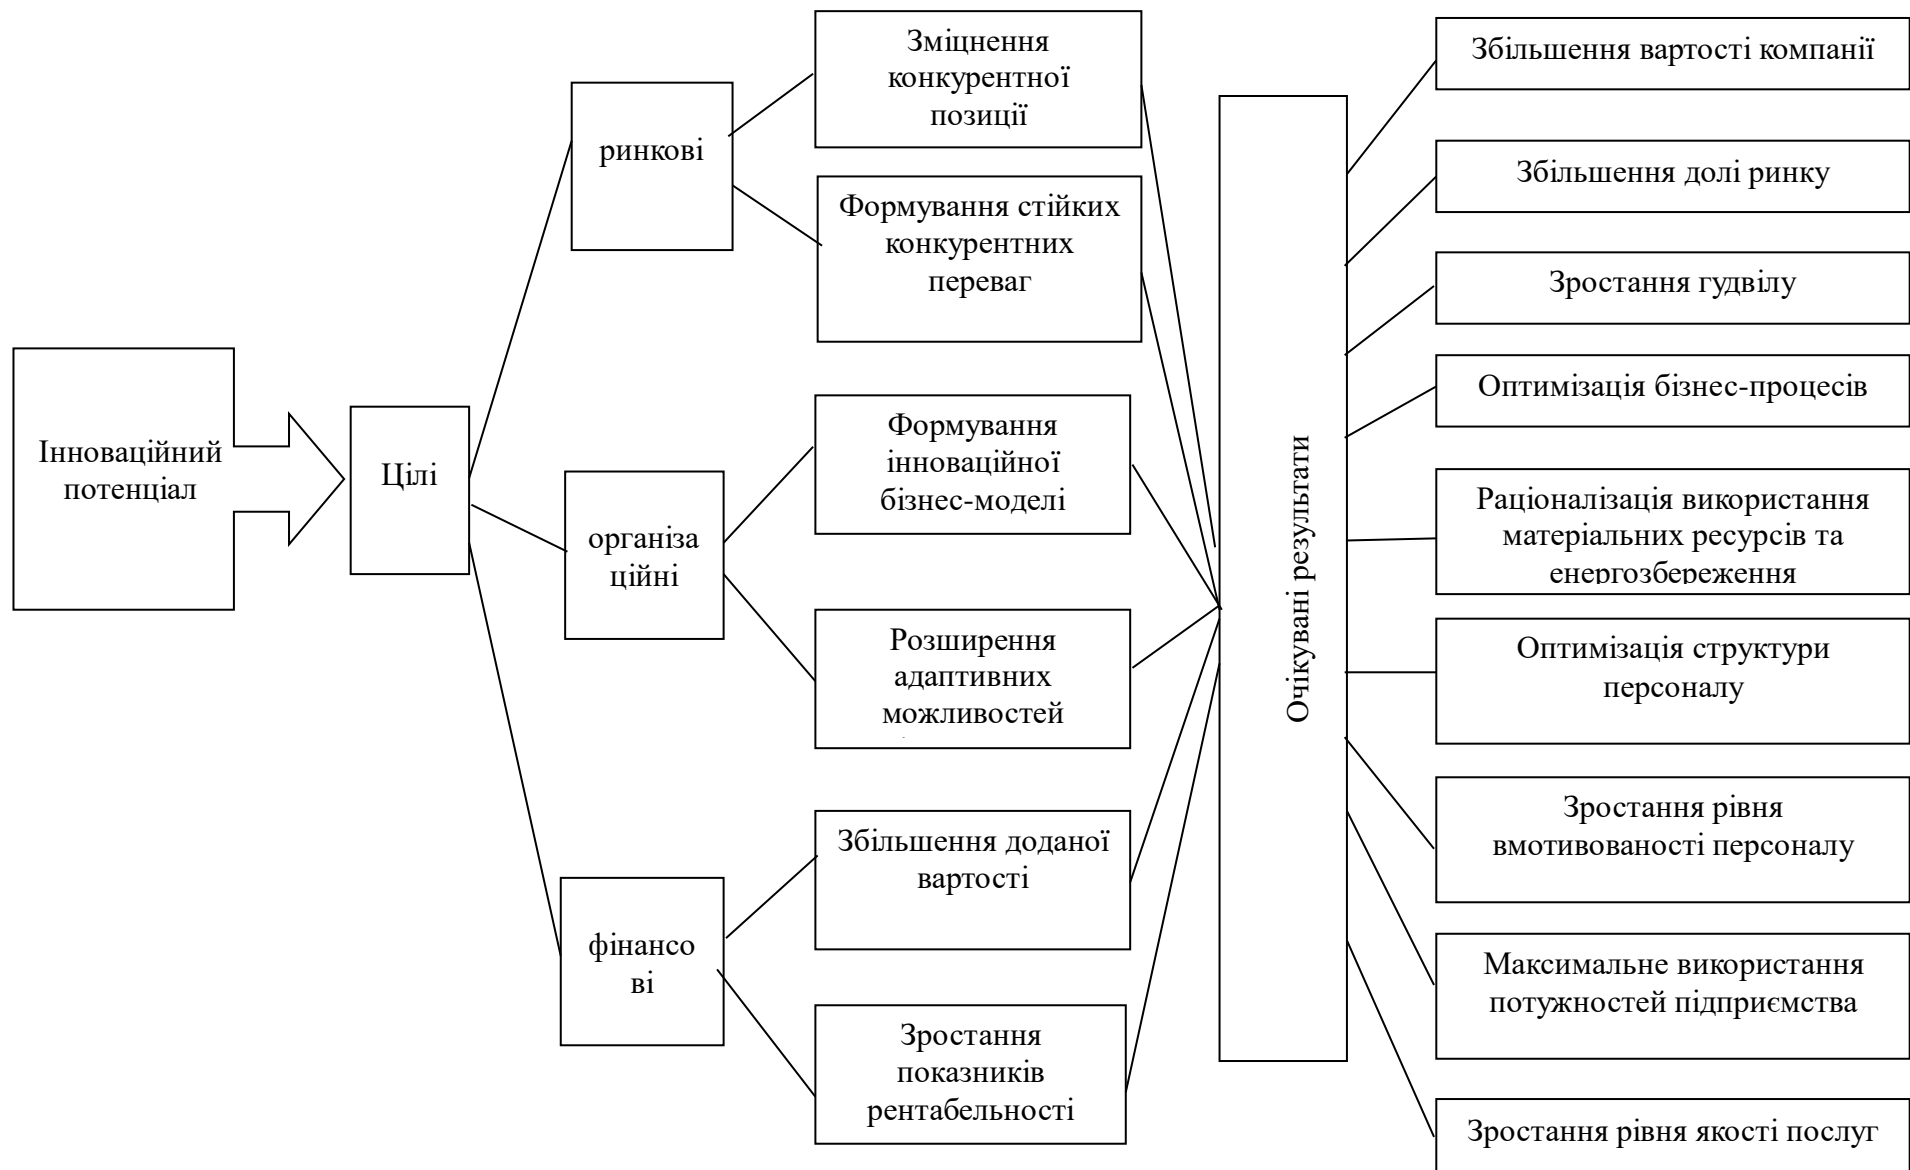 Інноваційний
потенціал
Цілі
ринкові
організа
ційні
фінансо
ві
Зміцнення
конкурентної
позиції
Формування стійких
конкурентних
переваг
Формування
інноваційної
бізнес-моделі
Розширення
адаптивних
можливостей
Збільшення доданої
вартості
Зростання
показників
рентабельності
Очікувані результати
Збільшення вартості компанії
Збільшення долі ринку
Зростання гудвілу
Оптимізація бізнес-процесів
Раціоналізація використання
матеріальних ресурсів та
енергозбереження
Оптимізація структури
персоналу
Зростання рівня
вмотивованості персоналу
Максимальне використання
потужностей підприємства
Зростання рівня якості послуг